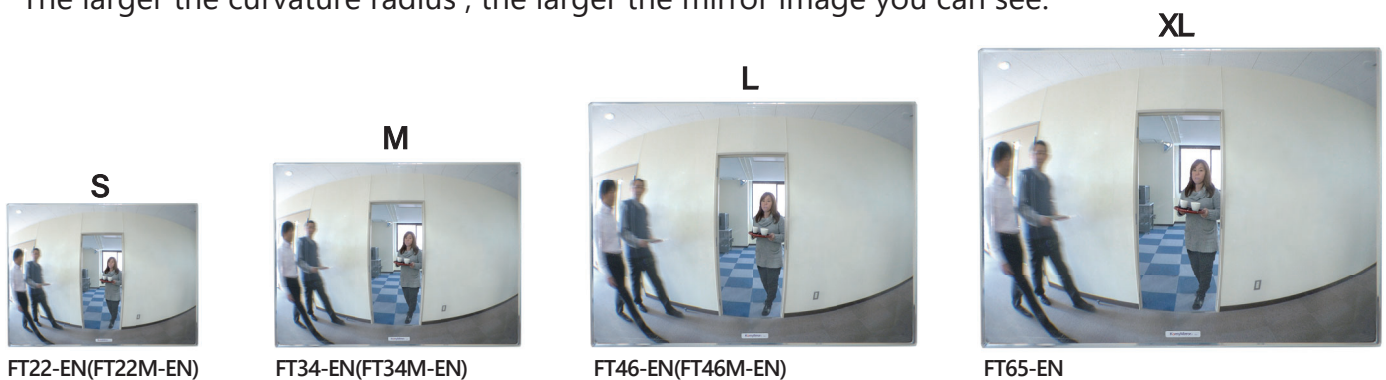 The larger the curvature radius , the larger the mirror image you can see.
XL
L
M
S
FT22-EN(FT22M-EN)
FT34-EN(FT34M-EN)
FT46-EN(FT46M-EN)
FT65-EN